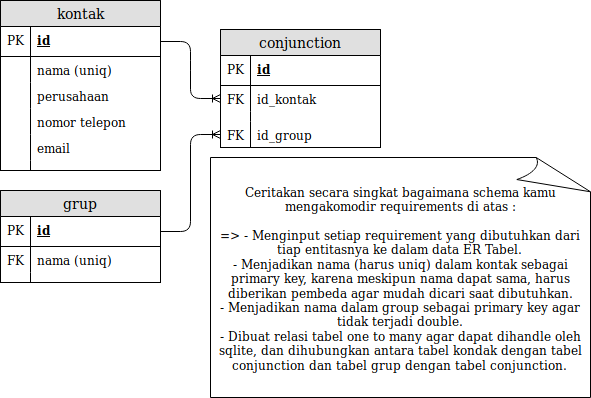 kontak
PK id
nama (uniq)
perusahaan
nomor telepon
email
conjunction
PK id
FK id_kontak
FK id_group
grup
PK id
FK nama (uniq)
Ceritakan secara singkat bagaimana schema kamu
mengakomodir requirements di atas :
=> - Menginput setiap requirement yang dibutuhkan dari
tiap entitasnya ke dalam data ER Tabel.
- Menjadikan nama (harus uniq) dalam kontak sebagai
primary key, karena meskipun nama dapat sama, harus
diberikan pembeda agar mudah dicari saat dibutuhkan.
- Menjadikan nama dalam group sebagai primary key agar
tidak terjadi double.
- Dibuat relasi tabel one to many agar dapat dihandle oleh
sqlite, dan dihubungkan antara tabel kondak dengan tabel
conjunction dan tabel grup dengan tabel conjunction.